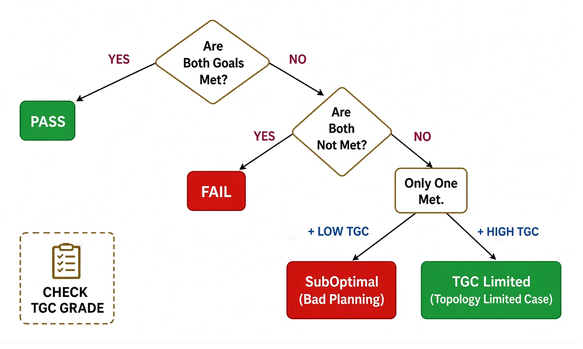 Are
Both Goals
Met?
YES
NO
PASS
Are
Both
Not Met?
YES
NO
FAIL
Only One
Met.
+ LOW TGC
+ HIGH TGC
SubOptimal
(Bad Planning)
TGC Limited
(Topology Limited Case)
CHECK
TGC GRADE